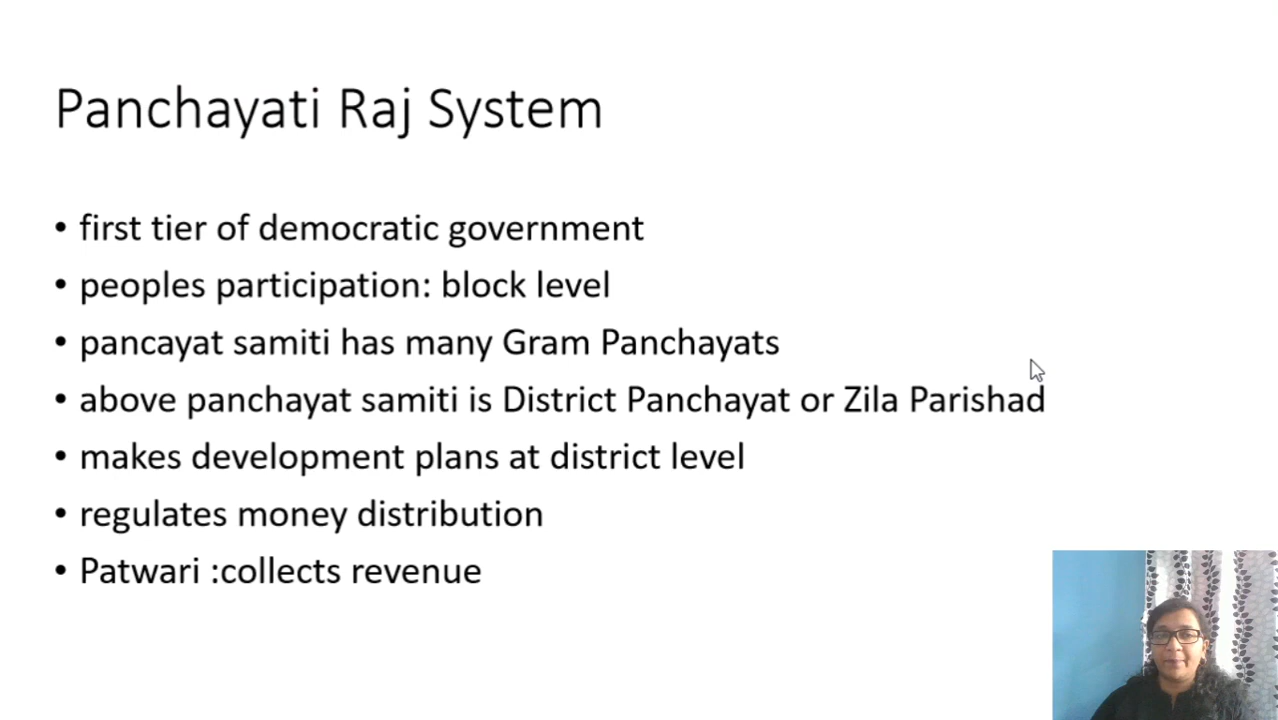 Panchayati Raj System
• first tier of democratic government
• peoples participation: block level
• pancayat samiti has many Gram Panchayats
• above panchayat samiti is District Panchayat or Zila Parishad
• makes development plans at district level
• regulates money distribution
• Patwari :collects revenue